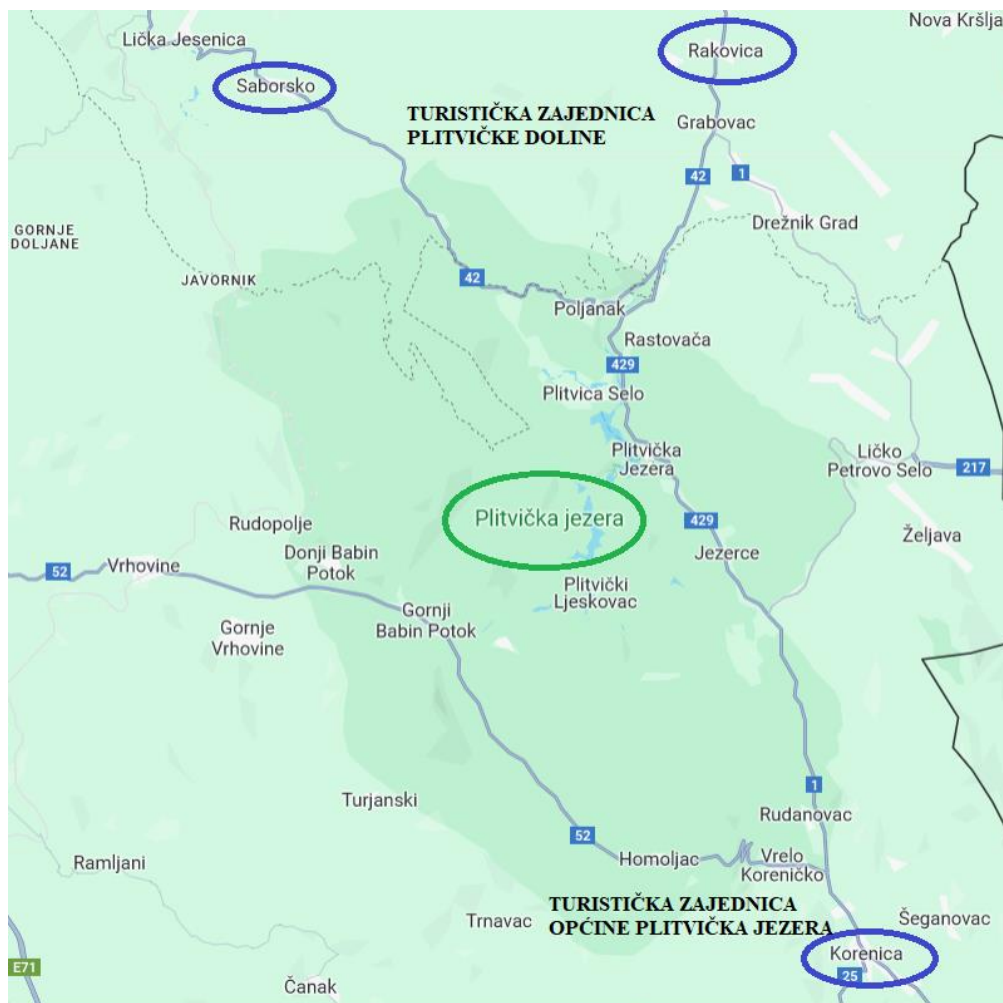 Nova Kršlja
Lička Jesenica
Rakovica
Saborsko
TURISTIČKA ZAJEDNICA
PLITVIČKE DOLINE
Grabovac
42
1
Drežnik Grad
GORNJE
DOLJANE
JAVORNIK
42
Poljanak
Rastovača
429
Plitvica Selo
Plitvička
Jezera
Ličko
Petrovo Selo
217
Plitvička jezera
429
Rudopolje
Željava
Jezerce
Donji Babin
Potok
52
Vrhovine
Plitvički
Ljeskovac
Gornji
Babin Potok
Gornje
Vrhovine
1
Turjanski
Rudanovac
52
Homoljac
Vrelo
Koreničko
Ramljani
TURISTIČKA ZAJEDNICA
OPĆINE PLITVIČKA JEZERA
Trnavac
Šeganovac
Korenica
E71
25
Čanak